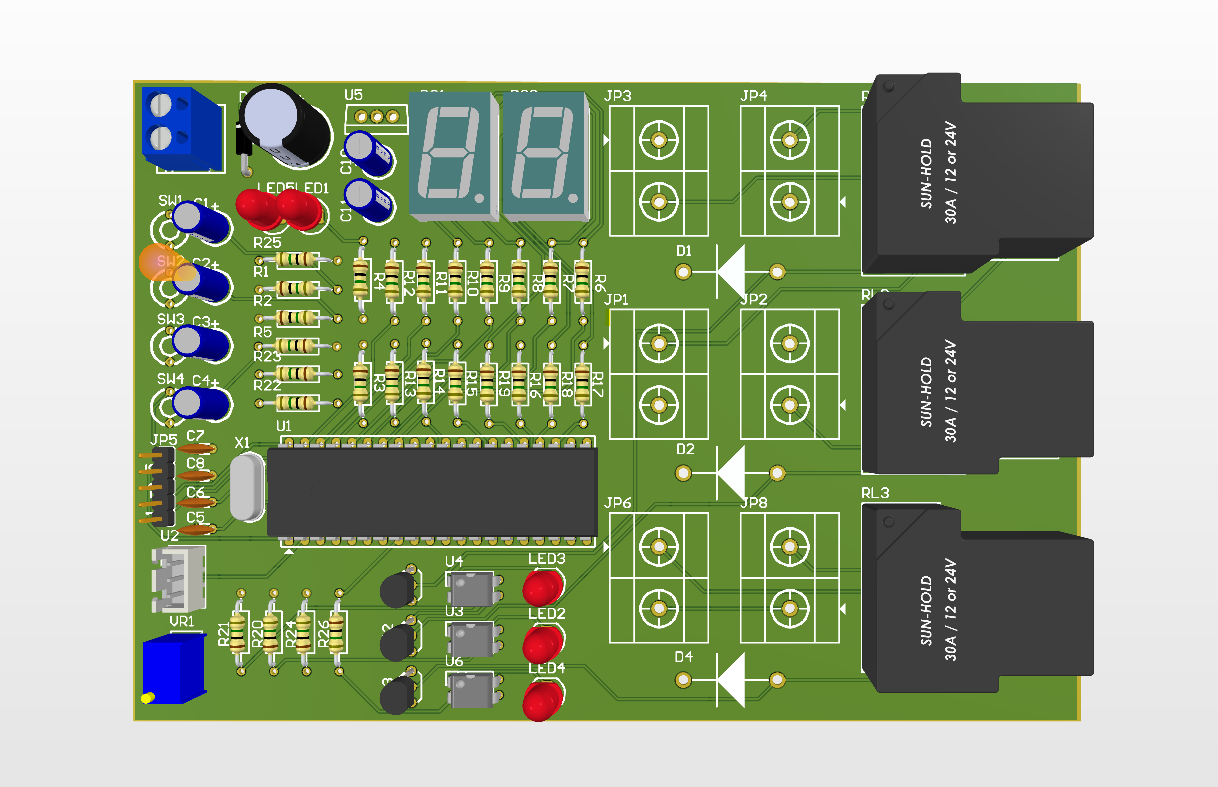 U5
JP3
JP4
LED5
LED1
SW1
C1+
R25
R1
SW2
C2+
R2
SW3
C3+
R5
R23
R22
SW4
C4+
R4
R12
R11
R10
R9
R8
R7
R6
R3
R13
R14
R15
R19
R16
R18
R17
D1
JP1
JP2
SUN-HOLD
30A / 12 or 24V
SUN-HOLD
30A / 12 or 24V
U1
X1
JP5
C7
C8
C6
C5
U2
D2
JP6
JP8
RL3
SUN-HOLD
30A / 12 or 24V
U4
LED3
U3
LED2
U6
LED4
VR1
R21
R20
R24
R26
D4